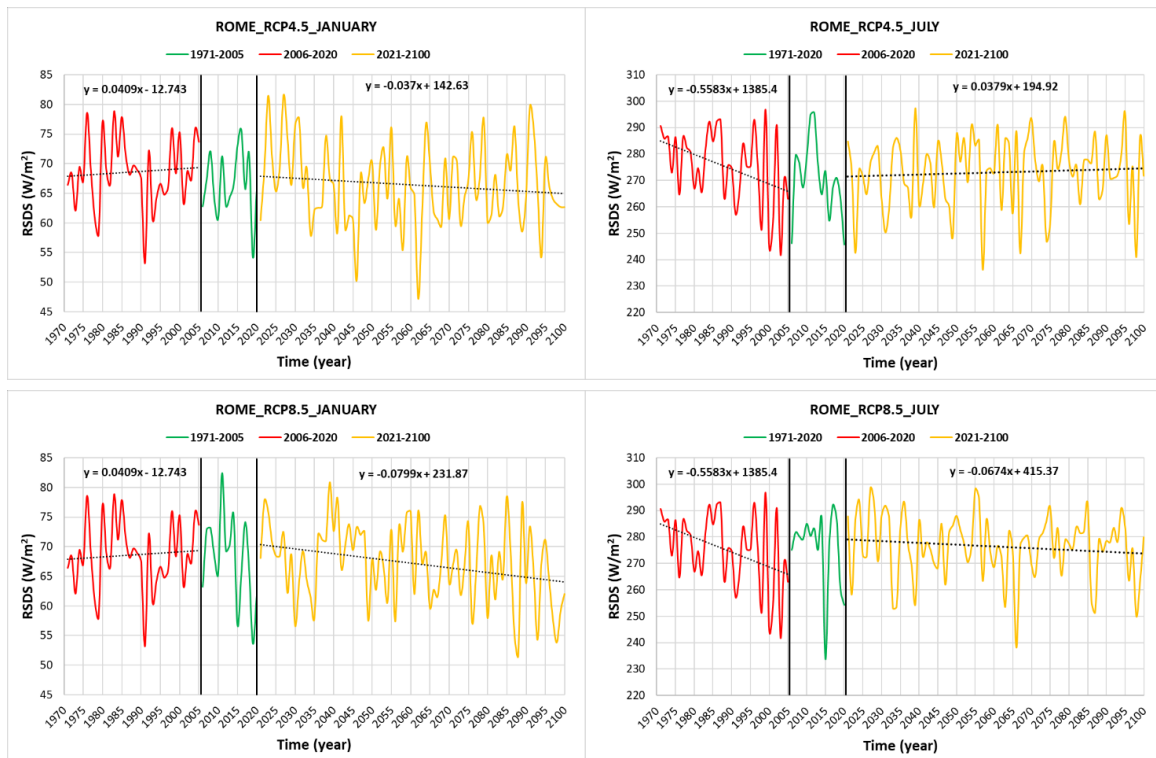 ROME_RCP4.5_JANUARY
1971-2005 2006-2020 2021-2100
y = 0.0409x - 12.743
y = -0.037x + 142.63
RSDS (W/m²)
85
80
75
70
65
60
55
50
45
1970 1975 1980 1985 1990 1995 2000 2005 2010 2015 2020 2025 2030 2035 2040 2045 2050 2055 2060 2065 2070 2075 2080 2085 2090 2095 2100
Time (year)
ROME_RCP4.5_JULY
1971-2020 2006-2020 2021-2100
y = -0.5583x + 1385.4
y = 0.0379x + 194.92
RSDS (W/m²)
310
300
290
280
270
260
250
240
230
220
1970 1975 1980 1985 1990 1995 2000 2005 2010 2015 2020 2025 2030 2035 2040 2045 2050 2055 2060 2065 2070 2075 2080 2085 2090 2095 2100
Time (year)
ROME_RCP8.5_JANUARY
1971-2005 2006-2020 2021-2100
y = 0.0409x - 12.743
y = -0.0799x + 231.87
RSDS (W/m²)
85
80
75
70
65
60
55
50
45
1970 1975 1980 1985 1990 1995 2000 2005 2010 2015 2020 2025 2030 2035 2040 2045 2050 2055 2060 2065 2070 2075 2080 2085 2090 2095 2100
Time (year)
ROME_RCP8.5_JULY
1971-2020 2006-2020 2021-2100
y = -0.5583x + 1385.4
y = -0.0674x + 415.37
RSDS (W/m²)
310
300
290
280
270
260
250
240
230
220
1970 1975 1980 1985 1990 1995 2000 2005 2010 2015 2020 2025 2030 2035 2040 2045 2050 2055 2060 2065 2070 2075 2080 2085 2090 2095 2100
Time (year)